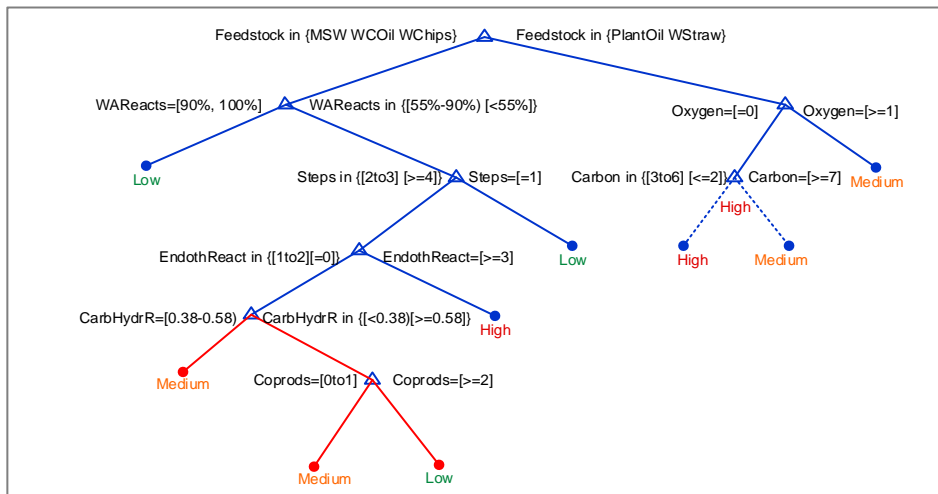 Feedstock in {MSW WCOil WChips} Feedstock in {PlantOil WStraw}
WAReacts=[90%, 100%] WAReacts in {[55%-90%) [<55%]} Oxygen=[=0] Oxygen=[>=1]
Low Steps in {[2to3] [>=4]} Steps=[=1] Carbon in {[3to6] [<=2]} Carbon=[>=7] Medium
High
EndothReact in {[1to2][=0]} EndothReact=[>=3] Low High Medium
CarbHydrR=[0.38-0.58) CarbHydrR in {[<0.38)[>=0.58]} High
Medium Coprods=[0to1] Coprods=[>=2]
Medium Low